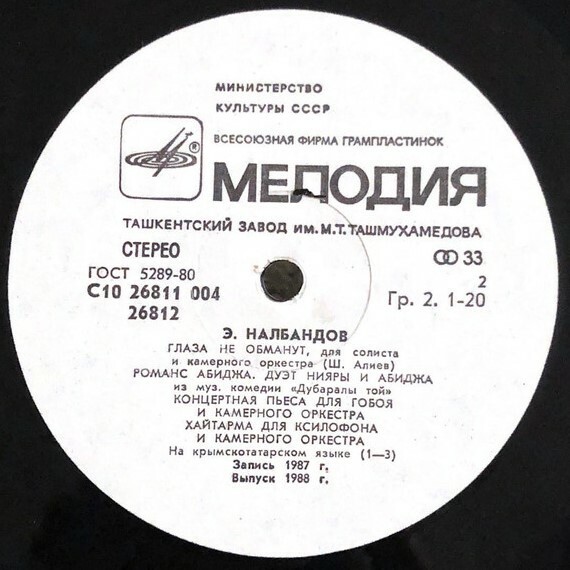 МИНИСТЕРСТВО
КУЛЬТУРЫ СССР
ВСЕСОЮЗНАЯ ФИРМА ГРАМПЛАСТИНОК
®
МЕЛОДИЯ
ТАШКЕНТСКИЙ ЗАВОД им. М.Т. ТАШМУХАМЕДОВА
СТЕРЕО
33
ГОСТ 5289-80
2
С10 26811 004
Гр. 2. 1-20
26812
Э. НАЛБАНДОВ
ГЛАЗА НЕ ОБМАНУТ, для солиста
и камерного оркестра (Ш. Алиев)
РОМАНС АБИДЖА. ДУЭТ НИЯРЫ И АБИДЖА
из муз. комедии «Дубаралы той»
КОНЦЕРТНАЯ ПЬЕСА ДЛЯ ГОБОЯ
И КАМЕРНОГО ОРКЕСТРА
ХАЙТАРМА ДЛЯ КСИЛОФОНА
И КАМЕРНОГО ОРКЕСТРА
На крымскотатарском языке (1—3)
Запись 1987 г.
Выпуск 1988 г.